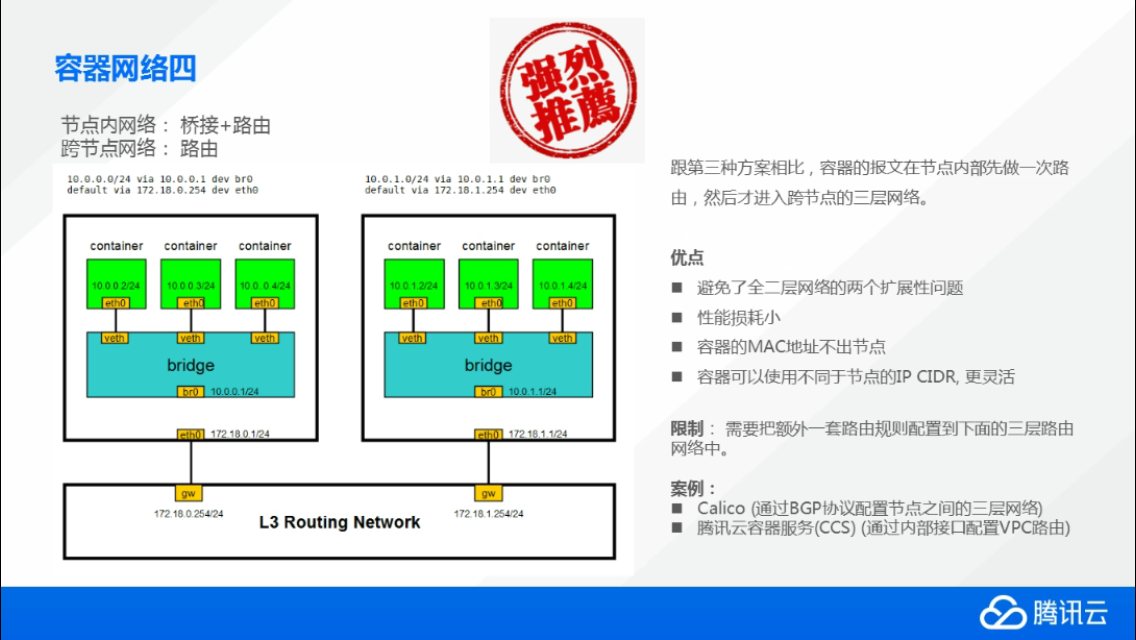 容器网络四
强烈
推薦
节点内网络： 桥接+路由
跨节点网络： 路由
10.0.0.0/24 via 10.0.0.1 dev br0
default via 172.18.0.254 dev eth0
10.0.1.0/24 via 10.0.1.1 dev br0
default via 172.18.1.254 dev eth0
container container container
10.0.0.2/24 10.0.0.3/24 10.0..0.4/24
eth0 eth0 eth0
veth veth veth
bridge
br0 10.0.0.1/24
eth0 172.18.0.1/24
container container container
10.0.1.2/24 10.0.1.3/24 10.0.1.4/24
eth0 eth0 eth0
veth veth veth
bridge
br0 10.0.1.1/24
eth0 172.18.1.1/24
gw gw
172.18.0.254/24 172.18.1.254/24
L3 Routing Network
跟第三种方案相比，容器的报文在节点内部先做一次路
由，然后才进入跨节点的三层网络。
优点
■ 避免了全二层网络的两个扩展性问题
■ 性能损耗小
■ 容器的MAC地址不出节点
■ 容器可以使用不同于节点的IP CIDR, 更灵活
限制： 需要把额外一套路由规则配置到下面的三层路由
网络中。
案例：
■ Calico (通过BGP协议配置节点之间的三层网络)
■ 腾讯云容器服务(CCS) (通过内部接口配置VPC路由)
腾讯云